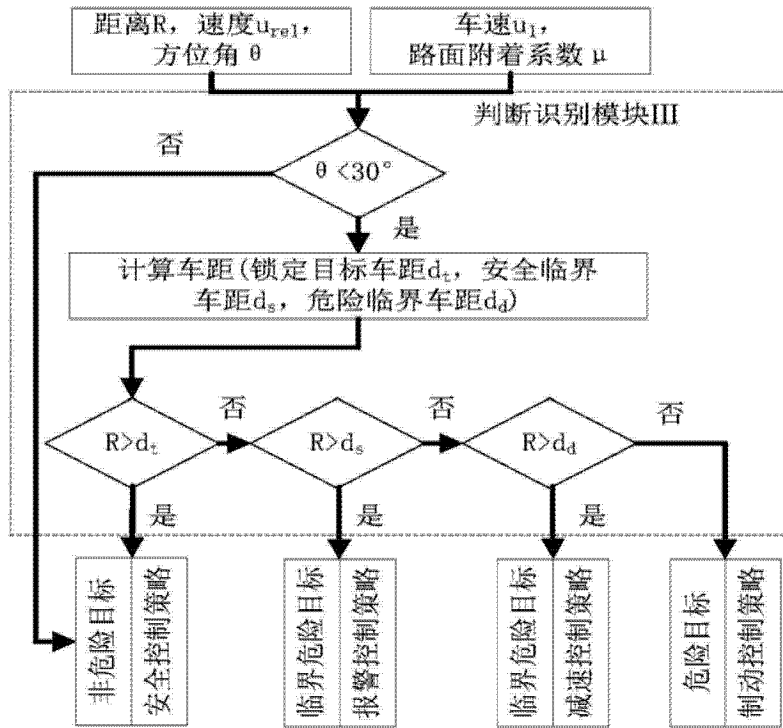 距离R，速度u_rel，
方位角θ
车速u_1，
路面附着系数μ
判断识别模块III
否
θ<30°
是
计算车距(锁定目标车距d_t，安全临界
车距d_s，危险临界车距d_d)
否
否
否
R>d_t
R>d_s
R>d_d
是
是
是
非危险目标
安全控制策略
临界危险目标
报警控制策略
临界危险目标
减速控制策略
危险目标
制动控制策略